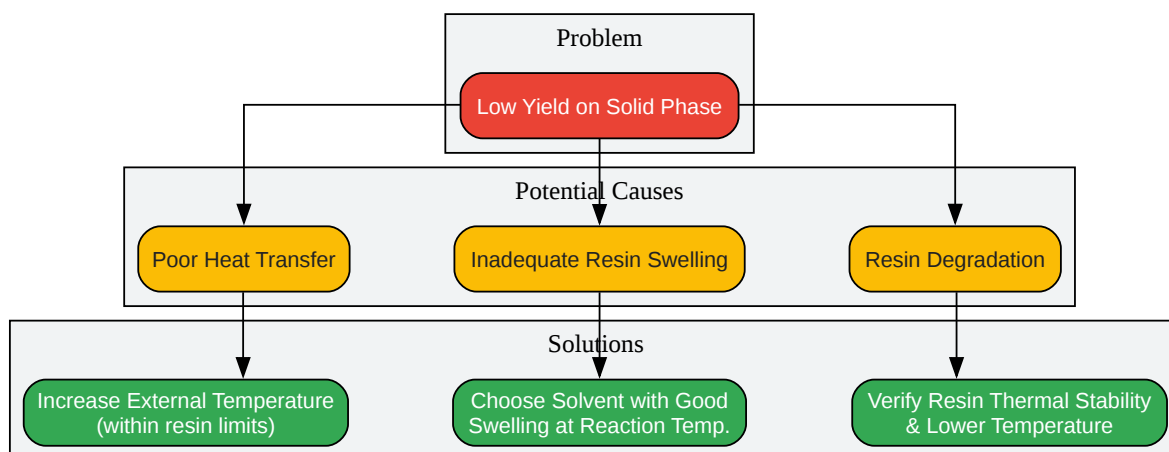 Problem
Low Yield on Solid Phase
Potential Causes
Poor Heat Transfer
Inadequate Resin Swelling
Resin Degradation
Solutions
Increase External Temperature
(within resin limits)
Choose Solvent with Good
Swelling at Reaction Temp.
Verify Resin Thermal Stability
& Lower Temperature